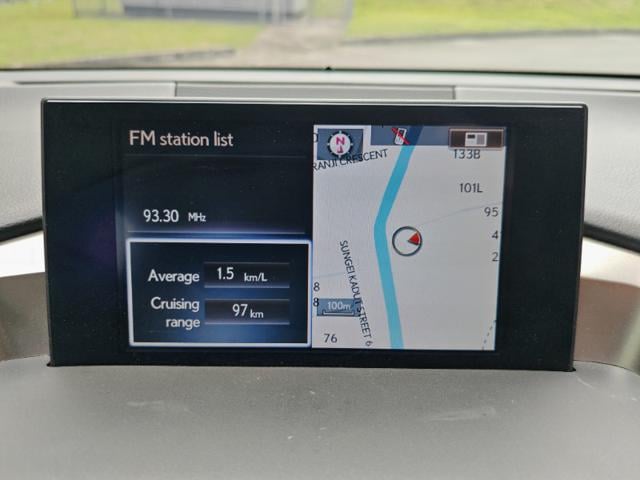 FM station list
93.30 MHz
Average 1.5 km/L
Cruising range 97 km
N
RANJI CRESCENT
133B
101L
95
4
2
SUNGEI KADUT STREET 6
8
8
100m
76